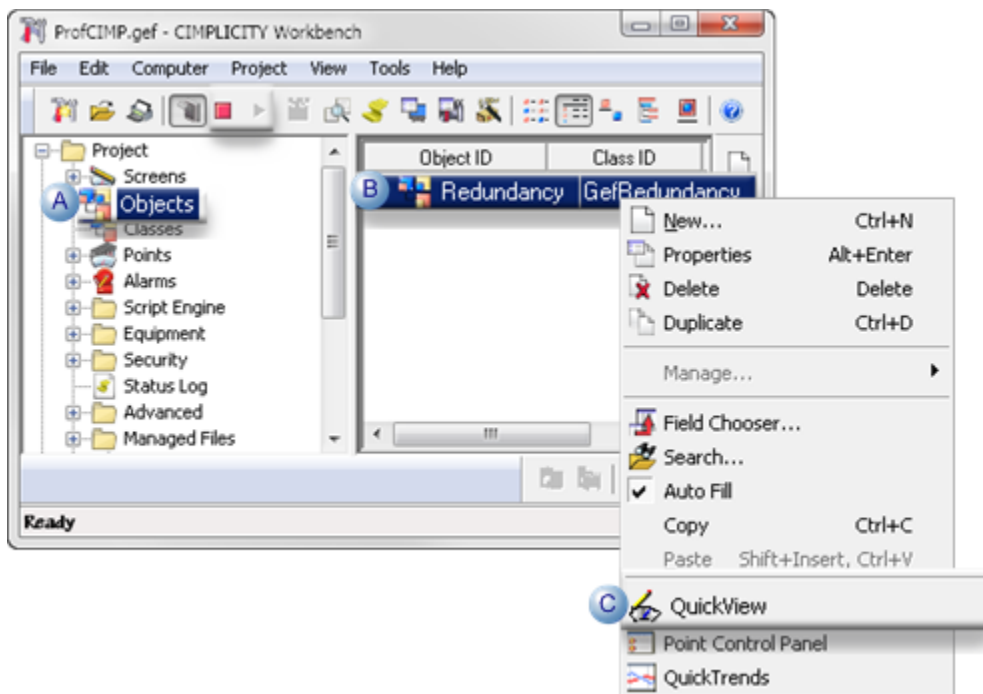 ProfCIMP.gef - CIMPLICITY Workbench
File Edit Computer Project View Tools Help
Project
Screens
A Objects
Classes
Points
Alarms
Script Engine
Equipment
Security
Status Log
Advanced
Managed Files
Object ID Class ID
B Redundancy GefRedundancy
New... Ctrl+N
Properties Alt+Enter
Delete Delete
Duplicate Ctrl+D
Manage...
Field Chooser...
Search...
Auto Fill
Copy Ctrl+C
Paste Shift+Insert, Ctrl+V
C QuickView
Point Control Panel
QuickTrends
Ready